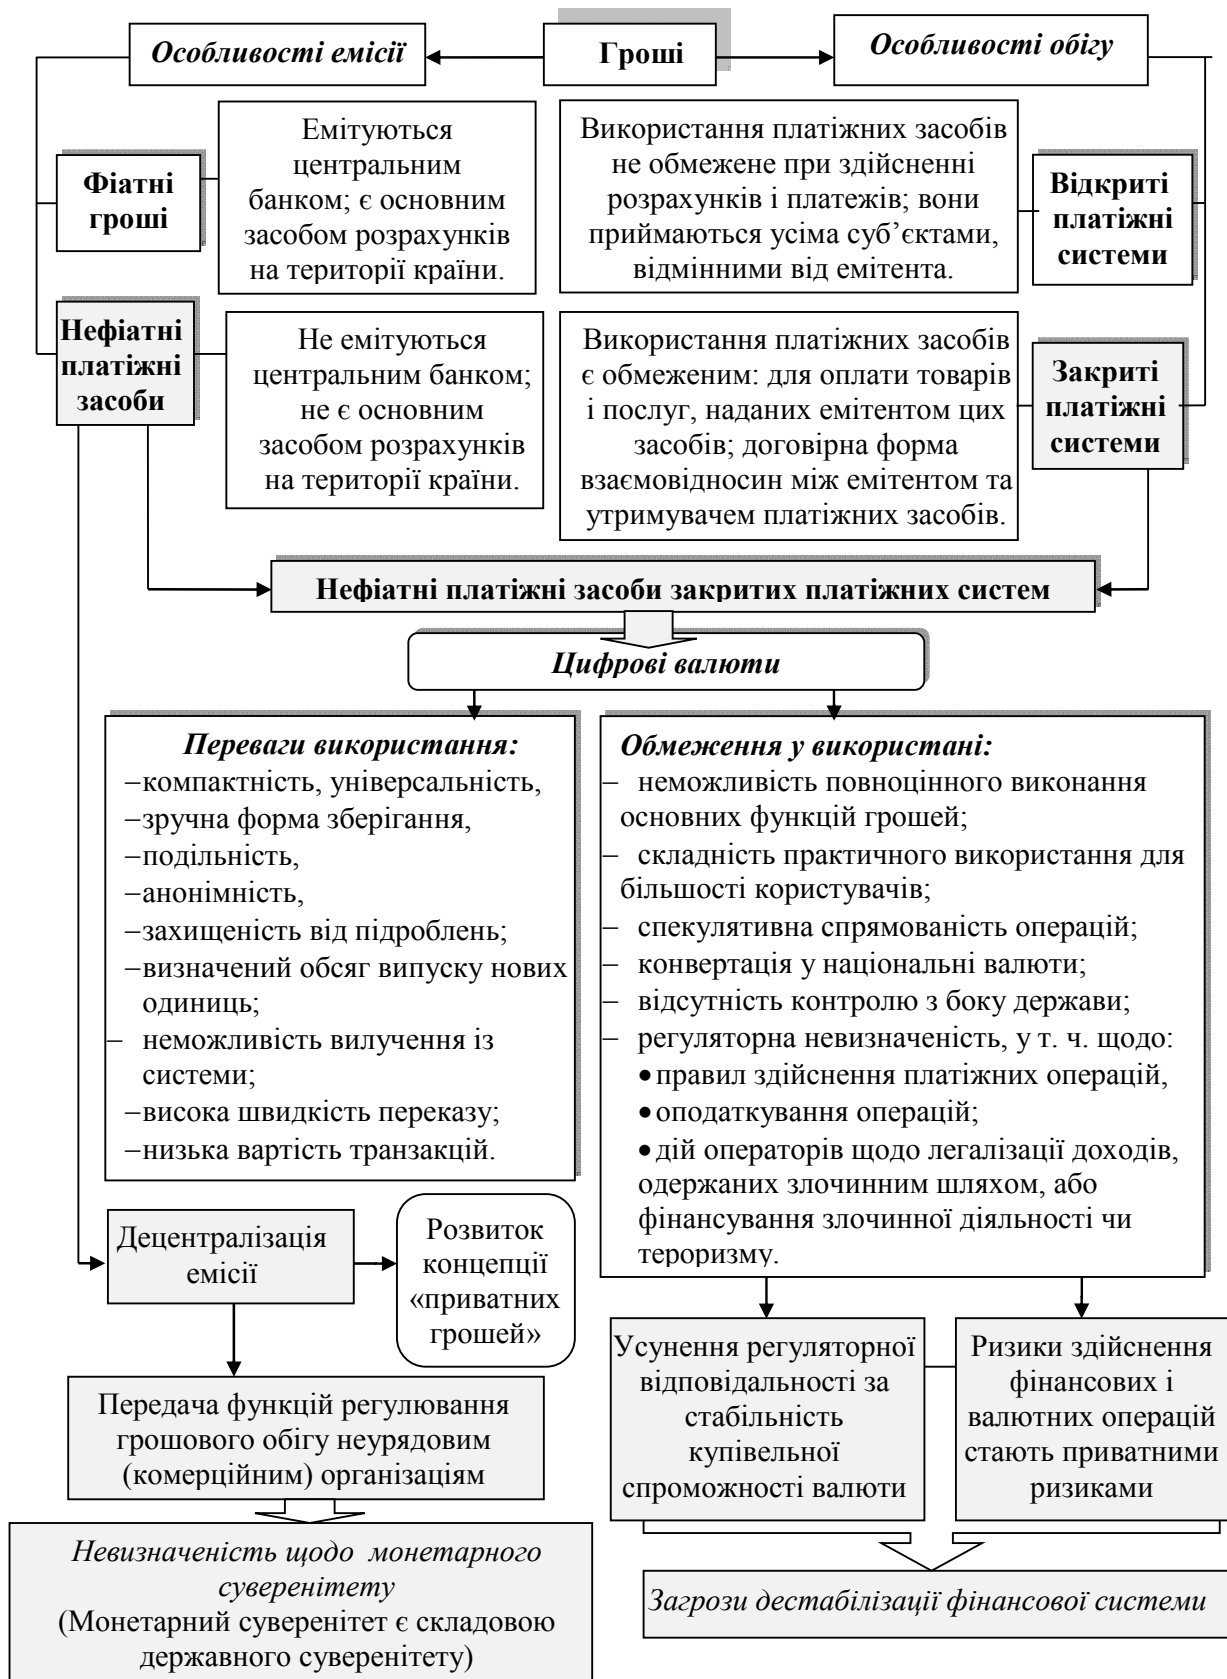 Особливості емісії
Гроші
Особливості обігу
Фіатні
гроші
Емітуються
центральним
банком; є основним
засобом розрахунків
на території країни.
Використання платіжних засобів
не обмежене при здійсненні
розрахунків і платежів; вони
приймаються усіма суб’єктами,
відмінними від емітента.
Відкриті
платіжні
системи
Нефіатні
платіжні
засоби
Не емітуються
центральним банком;
не є основним
засобом розрахунків
на території країни.
Використання платіжних засобів
є обмеженим: для оплати товарів
і послуг, наданих емітентом цих
засобів; договірна форма
взаємовідносин між емітентом та
утримувачем платіжних засобів.
Закриті
платіжні
системи
Нефіатні платіжні засоби закритих платіжних систем
Цифрові валюти
Переваги використання:
–компактність, універсальність,
–зручна форма зберігання,
–подільність,
–анонімність,
–захищеність від підроблень;
–визначений обсяг випуску нових
одиниць;
– неможливість вилучення із
системи;
–висока швидкість переказу;
–низька вартість транзакцій.
Обмеження у використані:
– неможливість повноцінного виконання
основних функцій грошей;
– складність практичного використання для
більшості користувачів;
– спекулятивна спрямованість операцій;
– конвертація у національні валюти;
– відсутність контролю з боку держави;
– регуляторна невизначеність, у т. ч. щодо:
•правил здійснення платіжних операцій,
•оподаткування операцій;
•дій операторів щодо легалізації доходів,
одержаних злочинним шляхом, або
фінансування злочинної діяльності чи
тероризму.
Децентралізація
емісії
Розвиток
концепції
«приватних
грошей»
Передача функцій регулювання
грошового обігу неурядовим
(комерційним) організаціям
Невизначеність щодо монетарного
суверенітету
(Монетарний суверенітет є складовою
державного суверенітету)
Усунення регуляторної
відповідальності за
стабільність
купівельної
спроможності валюти
Ризики здійснення
фінансових і
валютних операцій
стають приватними
ризиками
Загрози дестабілізації фінансової системи